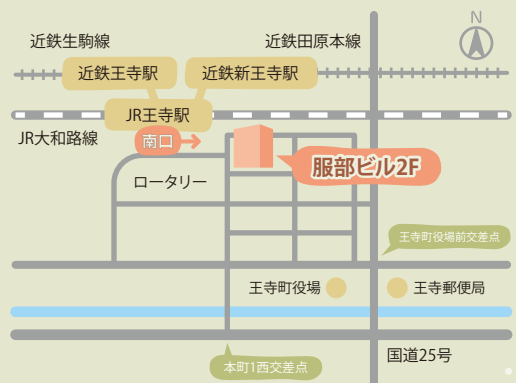 N
近鉄生駒線
近鉄田原本線
近鉄王寺駅
近鉄新王寺駅
JR王寺駅
JR大和路線
南口
服部ビル2F
ロータリー
王寺町役場前交差点
王寺町役場
王寺郵便局
国道25号
本町1西交差点